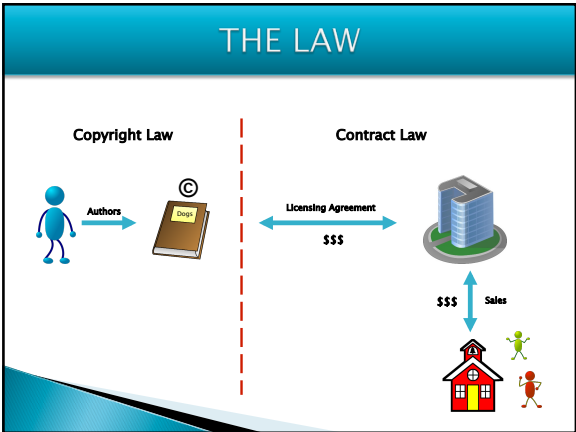 THE LAW
Copyright Law
Contract Law
©
Authors
Dogs
Licensing Agreement
$$$
$$$
Sales